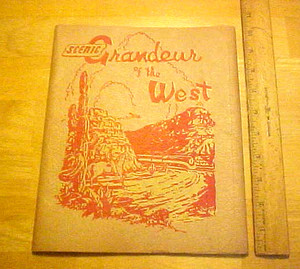 SCENIC
Grandeur
of the
West